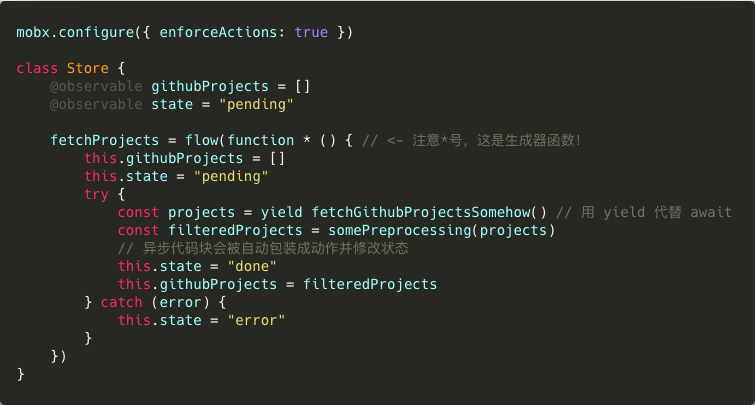 mobx.configure({ enforceActions: true })

class Store {
    @observable githubProjects = []
    @observable state = "pending"

    fetchProjects = flow(function * () { // <- 注意*号，这是生成器函数！
        this.githubProjects = []
        this.state = "pending"
        try {
            const projects = yield fetchGithubProjectsSomehow() // 用 yield 代替 await
            const filteredProjects = somePreprocessing(projects)
            // 异步代码块会被自动包装成动作并修改状态
            this.state = "done"
            this.githubProjects = filteredProjects
        } catch (error) {
            this.state = "error"
        }
    })
}